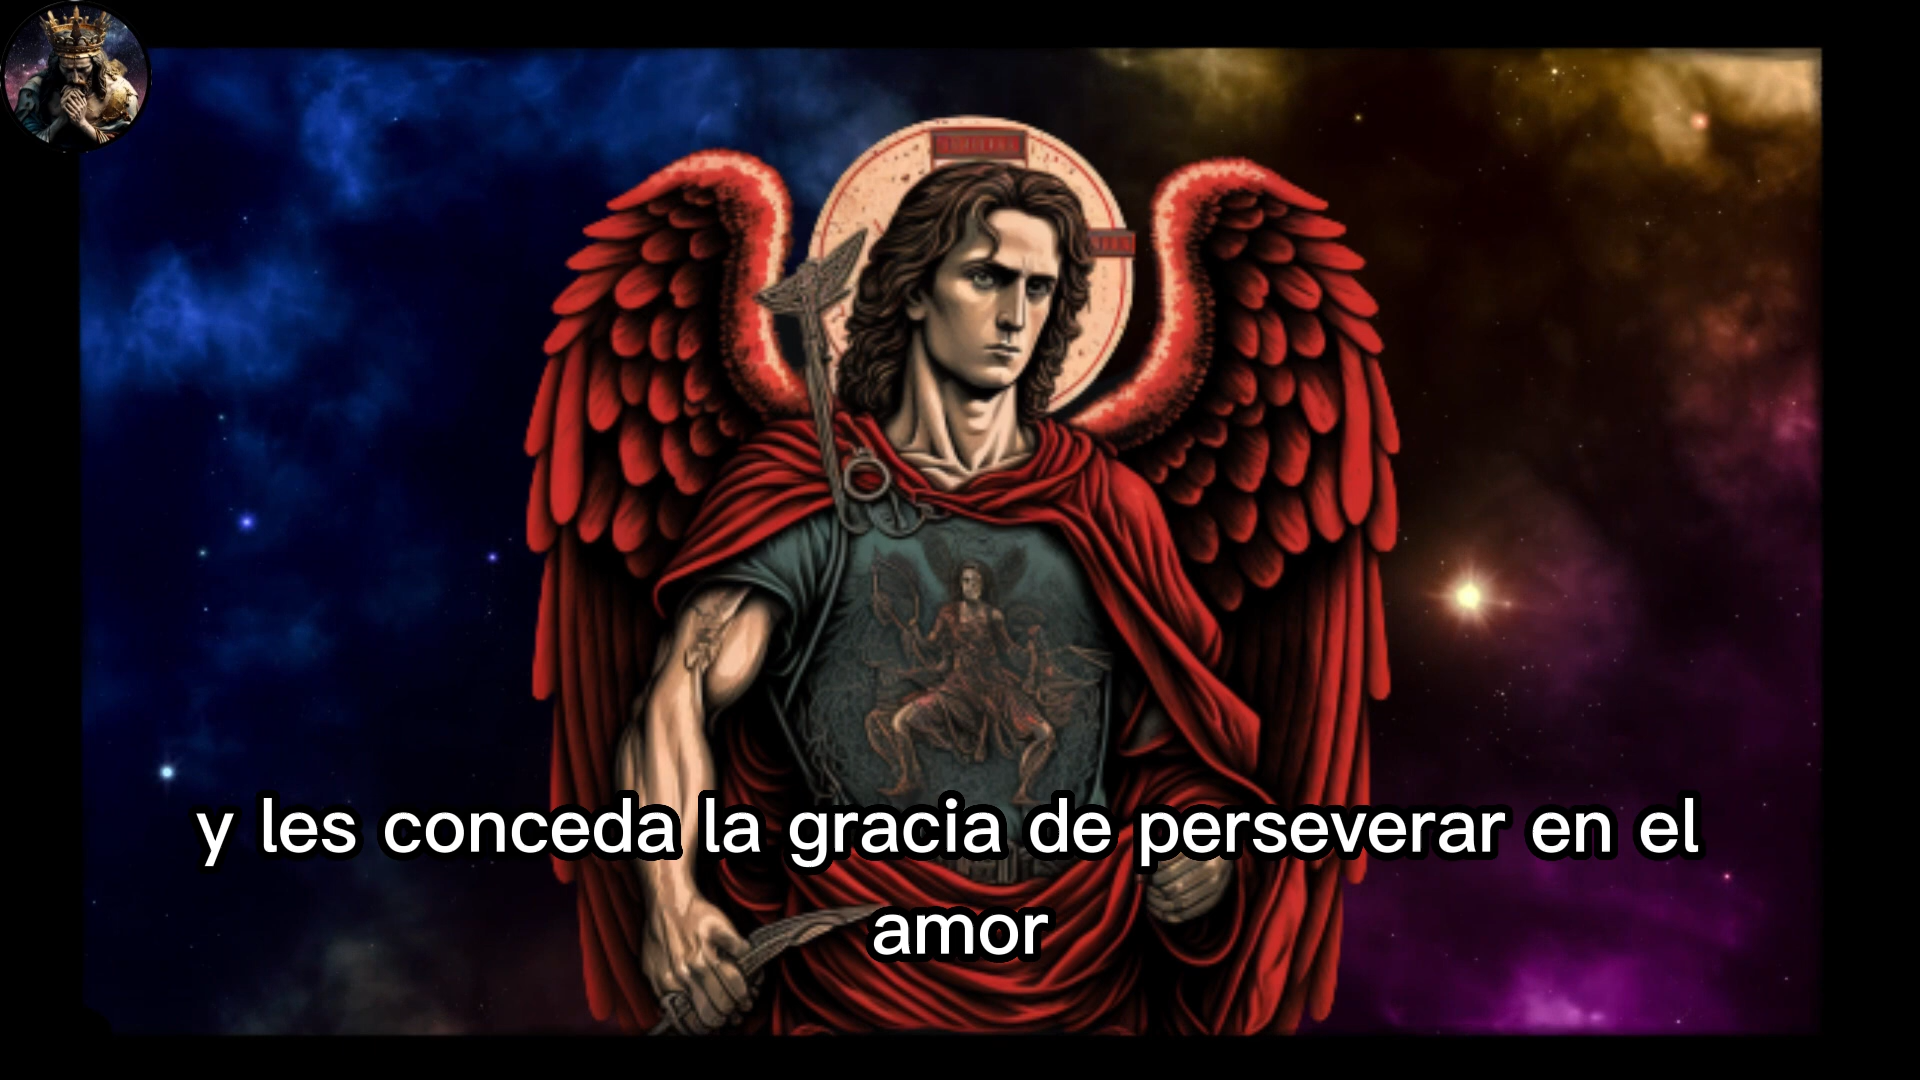 y les conceda la gracia de perseverar en el
amor